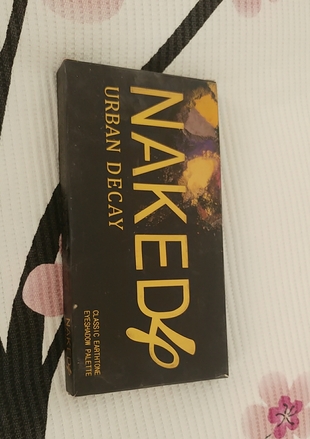 NAKED
URBAN DECAY
CLASSIC EARTHTONE
EYESHADOW PALETTE